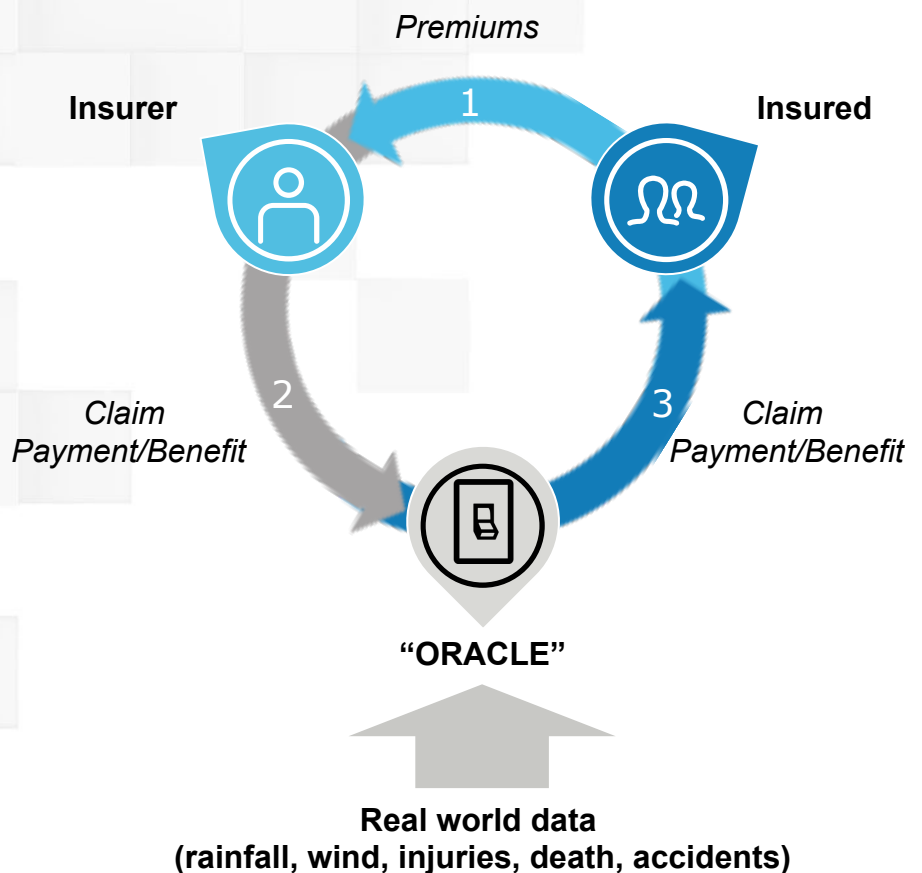 Premiums
Insurer
1
Insured
2
3
Claim
Payment/Benefit
Claim
Payment/Benefit
“ORACLE”
Real world data
(rainfall, wind, injuries, death, accidents)